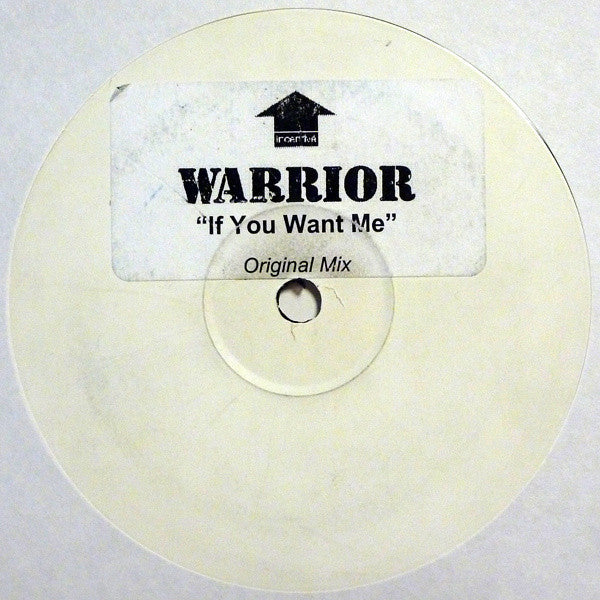 incentive
WARRIOR
“If You Want Me”
Original Mix